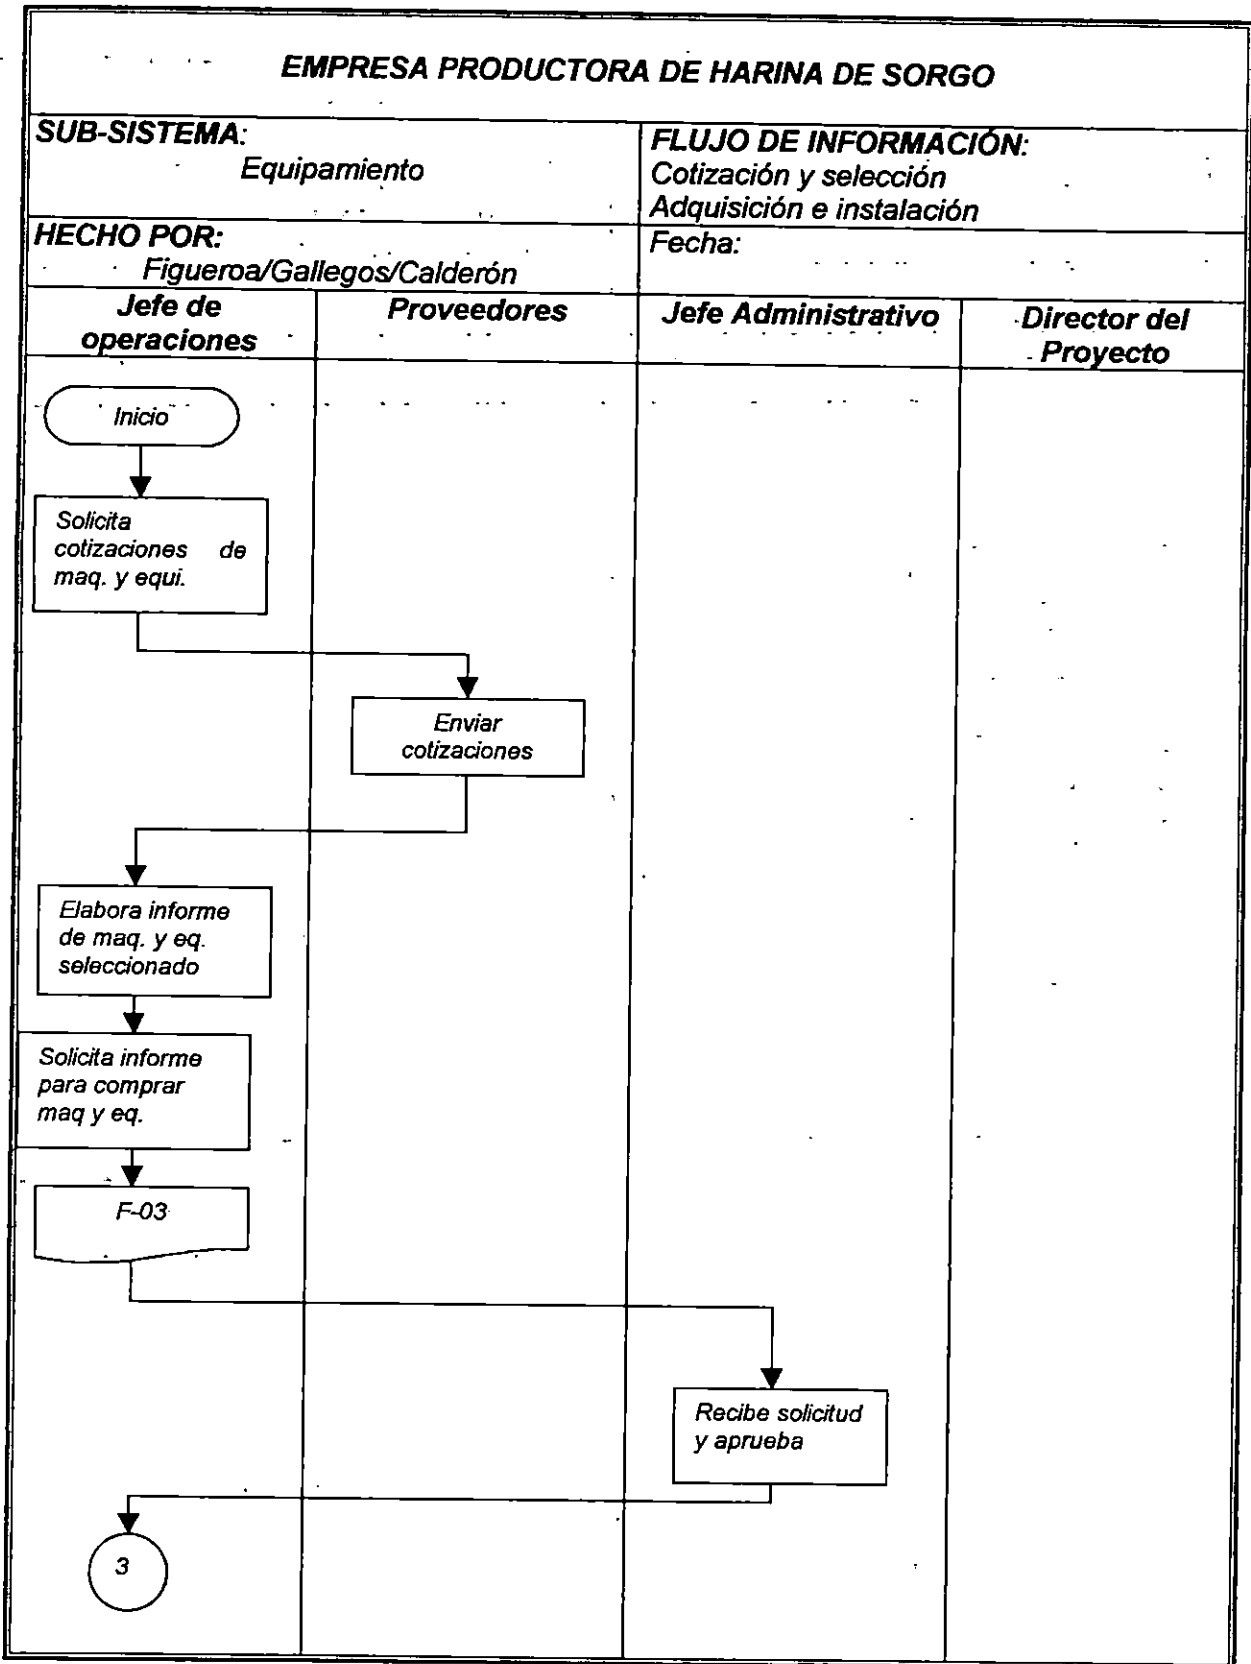 EMPRESA PRODUCTORA DE HARINA DE SORGO
SUB-SISTEMA:
Equipamiento
FLUJO DE INFORMACIÓN:
Cotización y selección
Adquisición e instalación
HECHO POR:
Figueroa/Gallegos/Calderón
Fecha:
Jefe de
operaciones
Proveedores
Jefe Administrativo
Director del
Proyecto
Inicio
Solicita
cotizaciones de
maq. y equi.
Enviar
cotizaciones
Elabora informe
de maq. y eq.
seleccionado
Solicita informe
para comprar
maq y eq.
F-03
Recibe solicitud
y aprueba
3